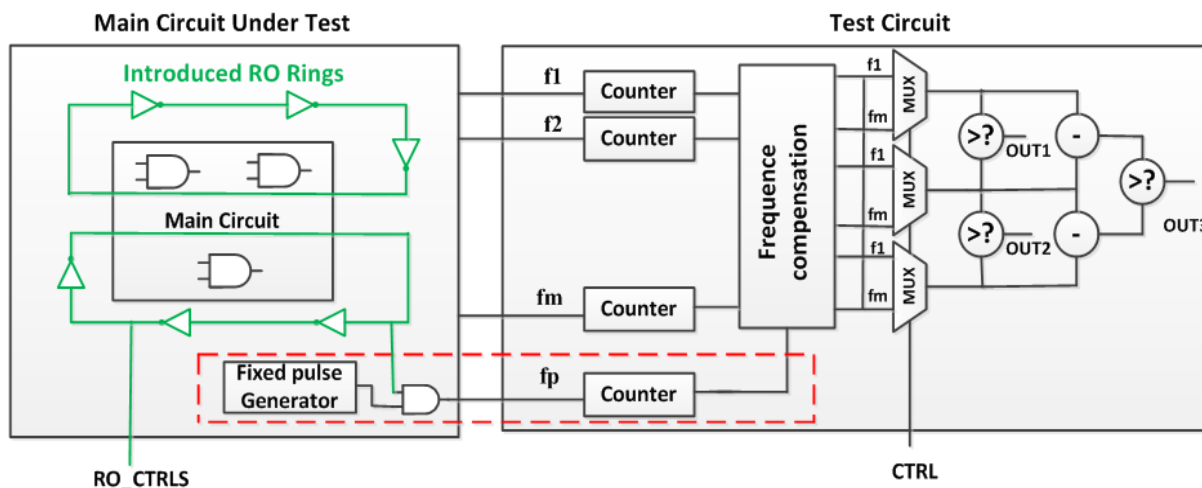 Main Circuit Under Test
Test Circuit
Introduced RO Rings
Main Circuit
Fixed pulse
Generator
RO_CTRLS
f1
Counter
f2
Counter
fm
Counter
fp
Counter
Frequence
compensation
f1
fm
MUX
f1
fm
MUX
f1
fm
MUX
>?
OUT1
-
>?
OUT2
-
>?
OUT3
CTRL